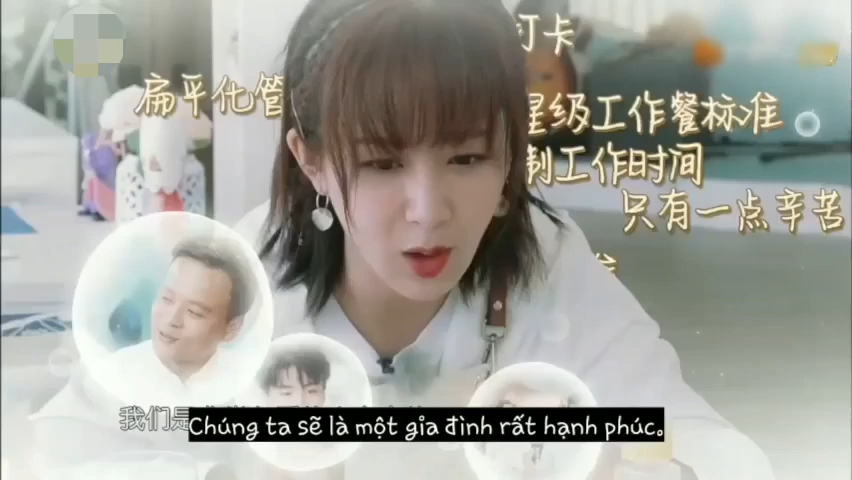 打卡
扁平化管
星级工作餐标准
制工作时间
只有一点辛苦
我们是
Chúng ta sẽ là một gia đình rất hạnh phúc.